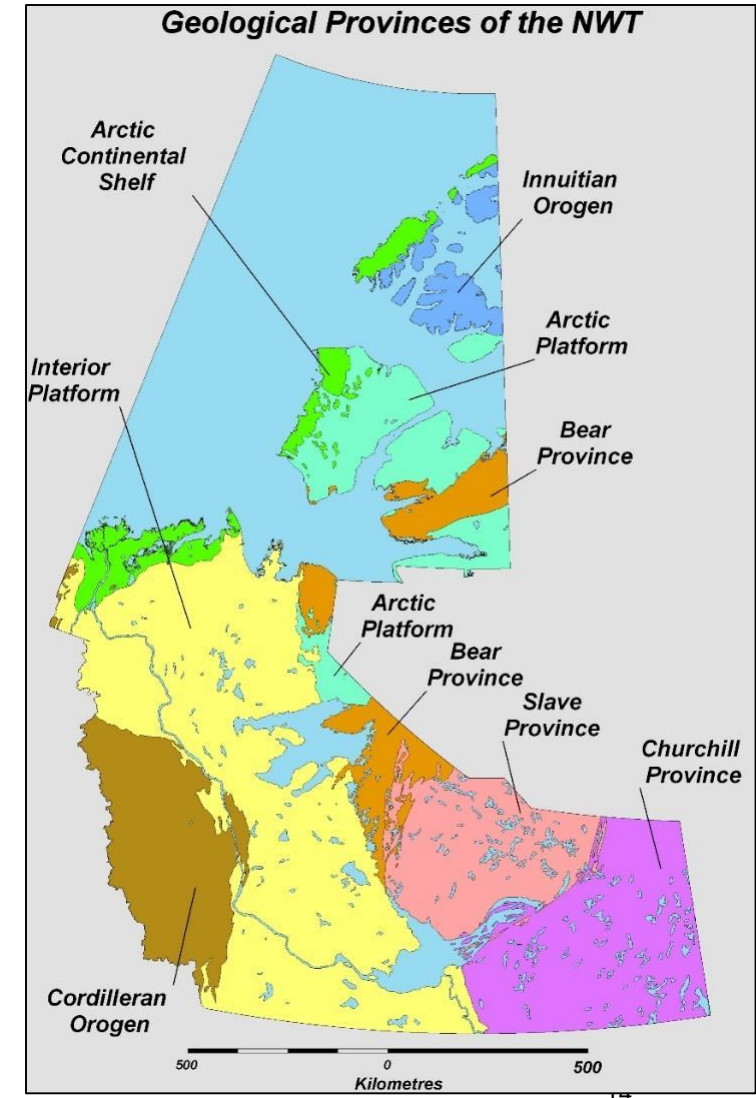 Geological Provinces of the NWT
Arctic
Continental
Shelf
Innuitian
Orogen
Arctic
Platform
Interior
Platform
Bear
Province
Arctic
Platform
Bear
Province
Slave
Province
Churchill
Province
Cordilleran
Orogen
500 0 500
Kilometres
14